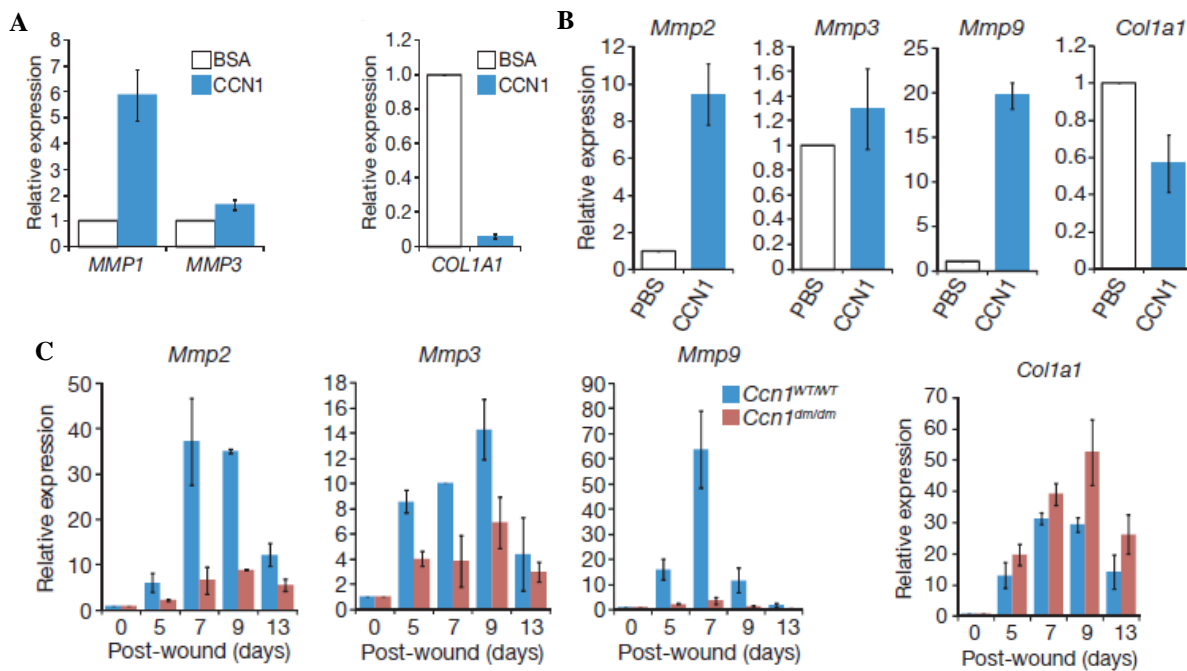 A
Relative expression
8
7
6
5
4
3
2
1
0
BSA
CCN1
MMP1 MMP3
Relative expression
1.2
1.0
0.8
0.6
0.4
0.2
0
BSA
CCN1
COL1A1
B
Relative expression
Mmp2
12
10
8
6
4
2
0
PBS
CCN1
Mmp3
1.8
1.6
1.4
1.2
1
0.8
0.6
0.4
0.2
0
PBS
CCN1
Mmp9
25
20
15
10
5
0
PBS
CCN1
Col1a1
1.2
1
0.8
0.6
0.4
0.2
0
PBS
CCN1
C
Mmp2
Relative expression
50
40
30
20
10
0
0 5 7 9 13
Post-wound (days)
Mmp3
18
16
14
12
10
8
6
4
2
0
0 5 7 9 13
Post-wound (days)
Mmp9
90
80
70
60
50
40
30
20
10
0
Ccn1WT/WT
Ccn1dm/dm
0 5 7 9 13
Post-wound (days)
Col1a1
Relative expression
70
60
50
40
30
20
10
0
0 5 7 9 13
Post-wound (days)